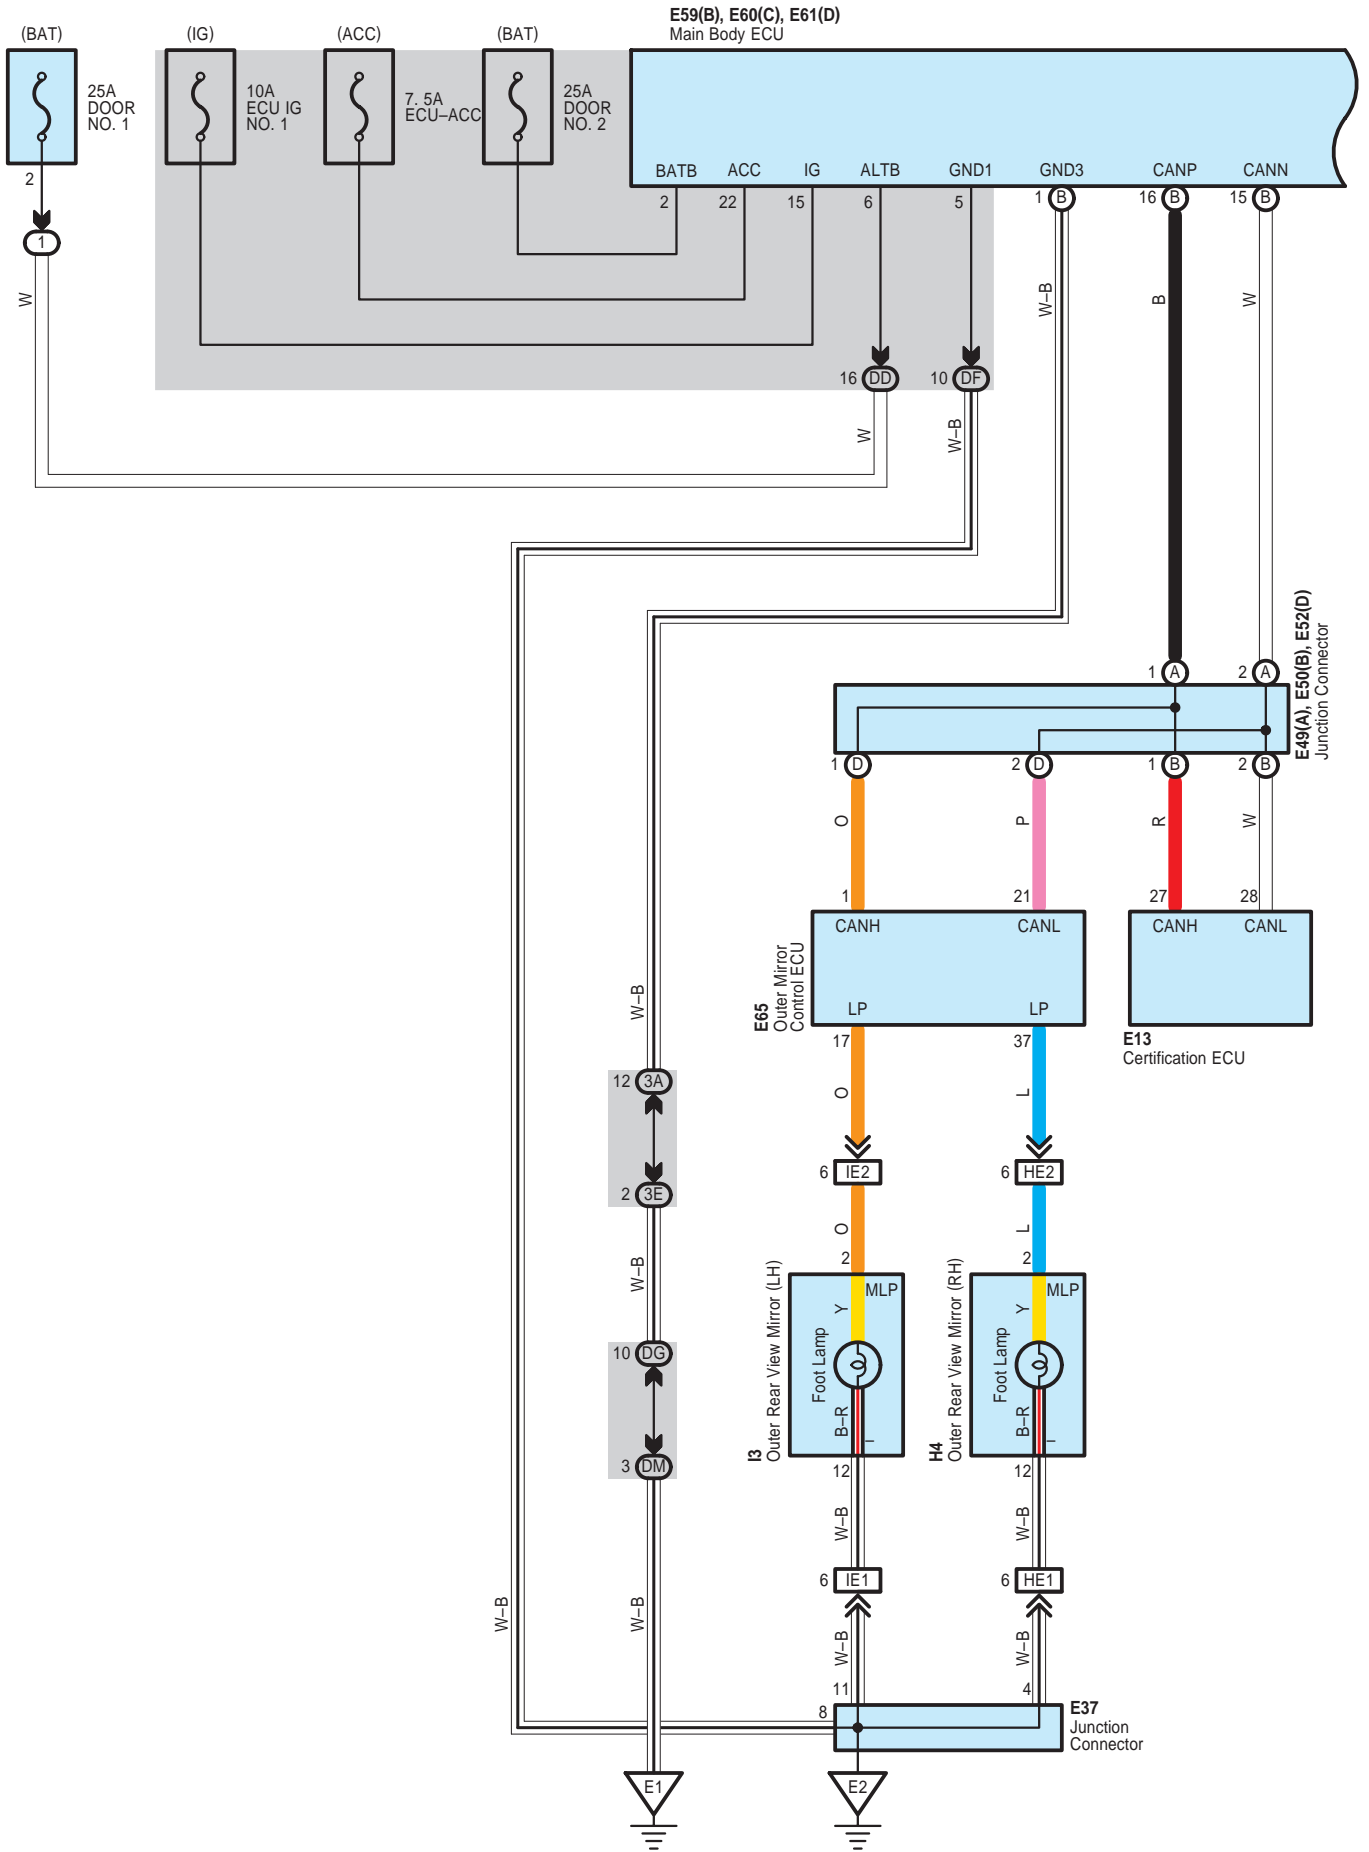 E59(B), E60(C), E61(D)
Main Body ECU
(BAT)
(IG)
(ACC)
(BAT)
25A
DOOR
NO. 1
10A
ECU IG
NO. 1
7. 5A
ECU–ACC
25A
DOOR
NO. 2
BATB
ACC
IG
ALTB
GND1
GND3
CANP
CANN
2
2
22
15
6
5
1 B
16 B
15 B
1
W
W–B
B
W
16 DD
10 DF
W
W–B
E49(A), E50(B), E52(D)
Junction Connector
1 A
2 A
1 D
2 D
1 B
2 B
O
P
R
W
1
21
27
28
CANH
CANL
CANH
CANL
E65
Outer Mirror
Control ECU
LP
LP
E13
Certification ECU
W–B
17
37
12 3A
O
L
2 3E
6 IE2
6 HE2
W–B
O
L
2
2
I3
Outer Rear View Mirror (LH)
MLP
Y
Foot Lamp
B–R
I
H4
Outer Rear View Mirror (RH)
MLP
Y
Foot Lamp
B–R
I
10 DG
3 DM
12
12
W–B
W–B
6 IE1
6 HE1
W–B
W–B
W–B
W–B
11
4
8
E37
Junction
Connector
E1
E2